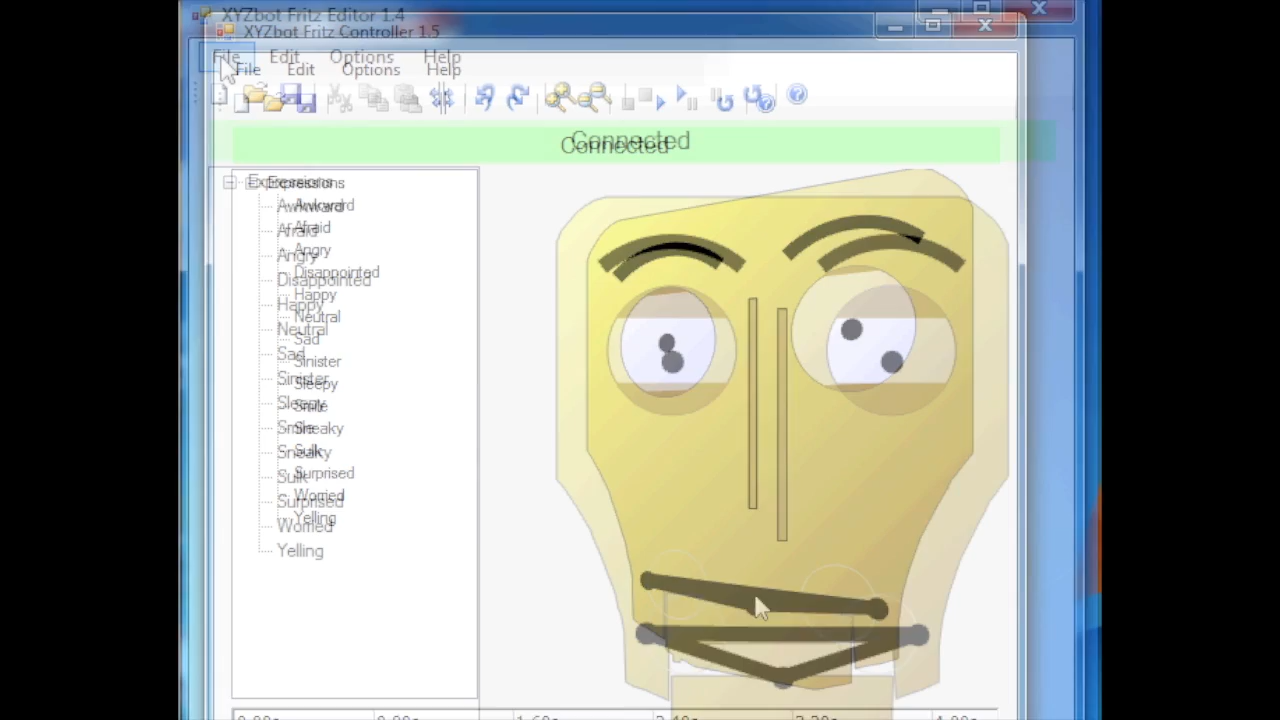 XYZbot Fritz Editor 1.4
XYZbot Fritz Controller 1.5
File Edit Options Help
File Edit Options Help
Connected
Connected
Expressions
Expressions
Awkward
Awkward
Afraid
Afraid
Angry
Angry
Disappointed
Disappointed
Happy
Happy
Neutral
Neutral
Sad
Sad
Sinister
Sinister
Sleepy
Sleepy
Smile
Smile
Sneaky
Sneaky
Sulk
Sulk
Surprised
Surprised
Worried
Worried
Yelling
Yelling